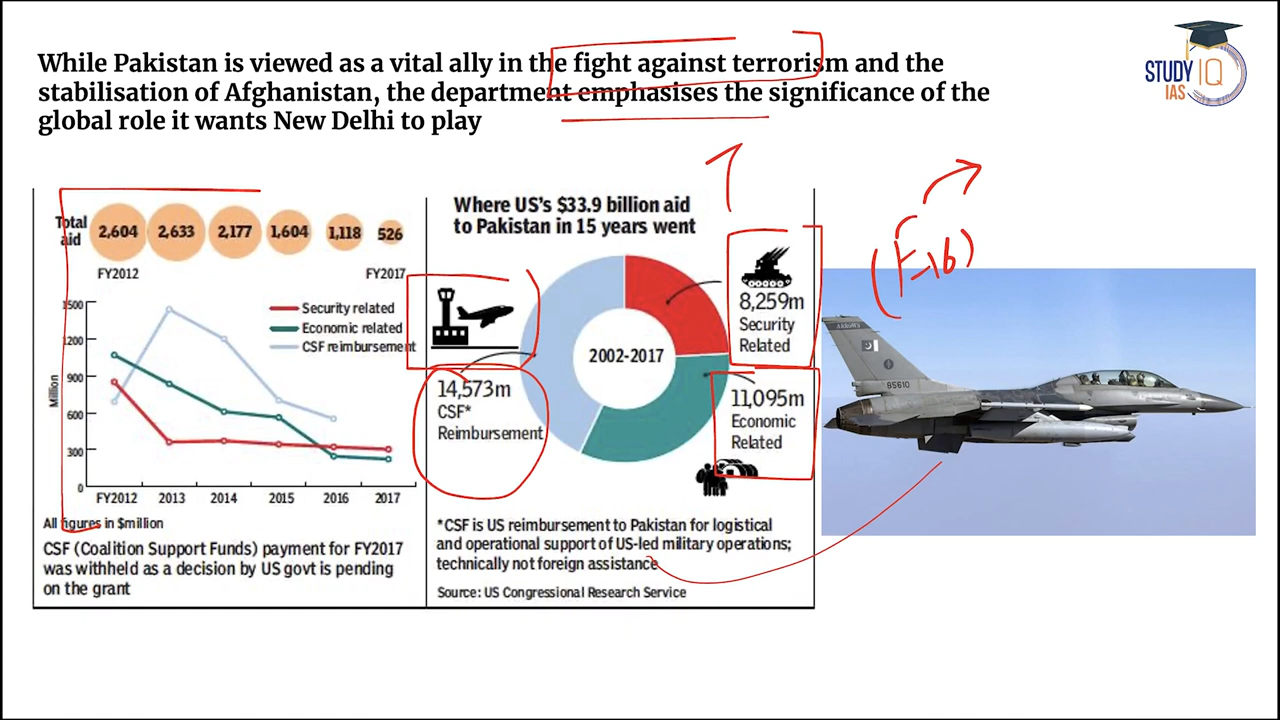 While Pakistan is viewed as a vital ally in the fight against terrorism and the
stabilisation of Afghanistan, the department emphasises the significance of the
global role it wants New Delhi to play
STUDY IQ
IAS
Total
aid
2,604
2,633
2,177
1,604
1,118
526
FY2012
FY2017
1500
1200
900
600
300
0
Million
Security related
Economic related
CSF reimbursement
FY2012
2013
2014
2015
2016
2017
All figures in $million
CSF (Coalition Support Funds) payment for FY2017
was withheld as a decision by US govt is pending
on the grant
Where US's $33.9 billion aid
to Pakistan in 15 years went
2002-2017
14,573m
CSF*
Reimbursement
8,259m
Security
Related
11,095m
Economic
Related
*CSF is US reimbursement to Pakistan for logistical
and operational support of US-led military operations;
technically not foreign assistance
Source: US Congressional Research Service
(F-16)
ARROWS
85610